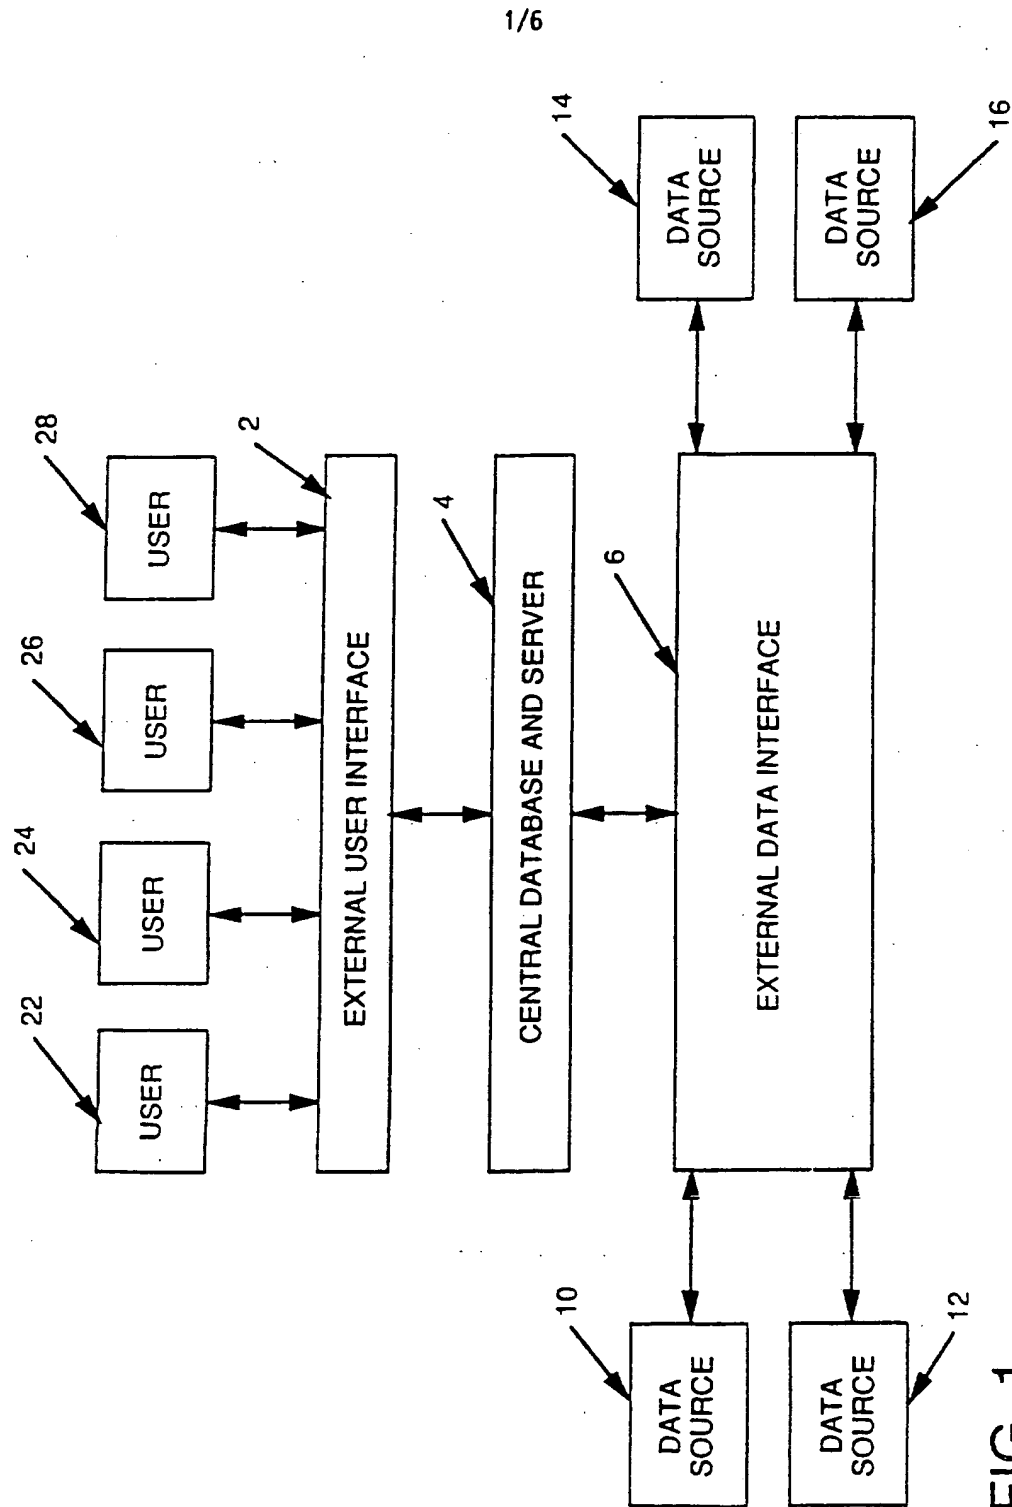 1/6
22
24
26
28
USER
USER
USER
USER
2
EXTERNAL USER INTERFACE
4
CENTRAL DATABASE AND SERVER
6
EXTERNAL DATA INTERFACE
10
DATA
SOURCE
14
DATA
SOURCE
DATA
SOURCE
12
DATA
SOURCE
16
FIG. 1